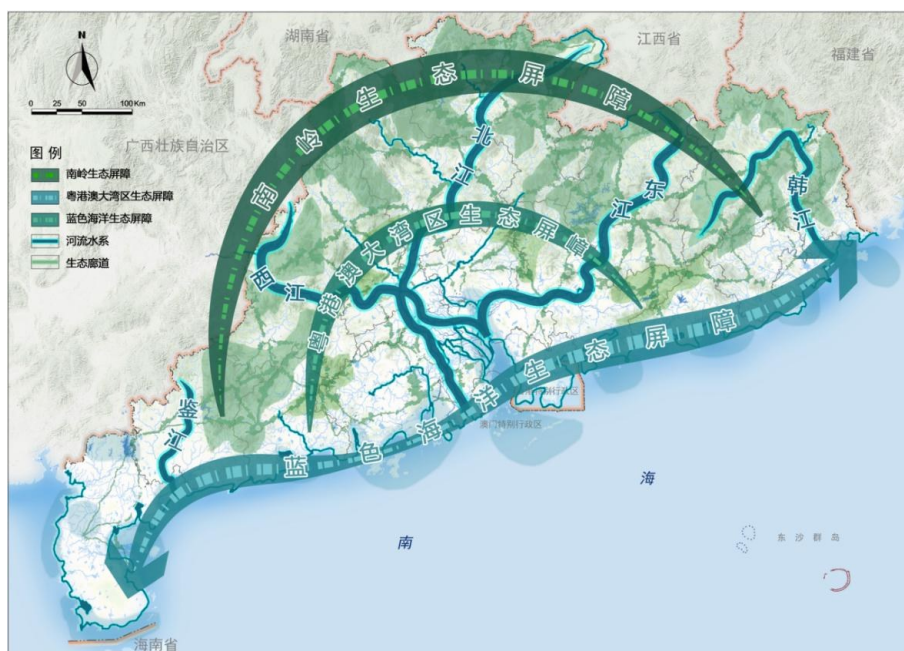 湖南省
江西省
福建省
广西壮族自治区
N
0 25 50 100 Km
图例
南岭生态屏障
粤港澳大湾区生态屏障
蓝色海洋生态屏障
河流水系
生态廊道
南岭生态屏障
北江
东江
韩江
西江
鉴江
粤港澳大湾区生态屏嶂
蓝色海洋生态屏障
澳门特别行政区
南海
东沙群岛
海南省